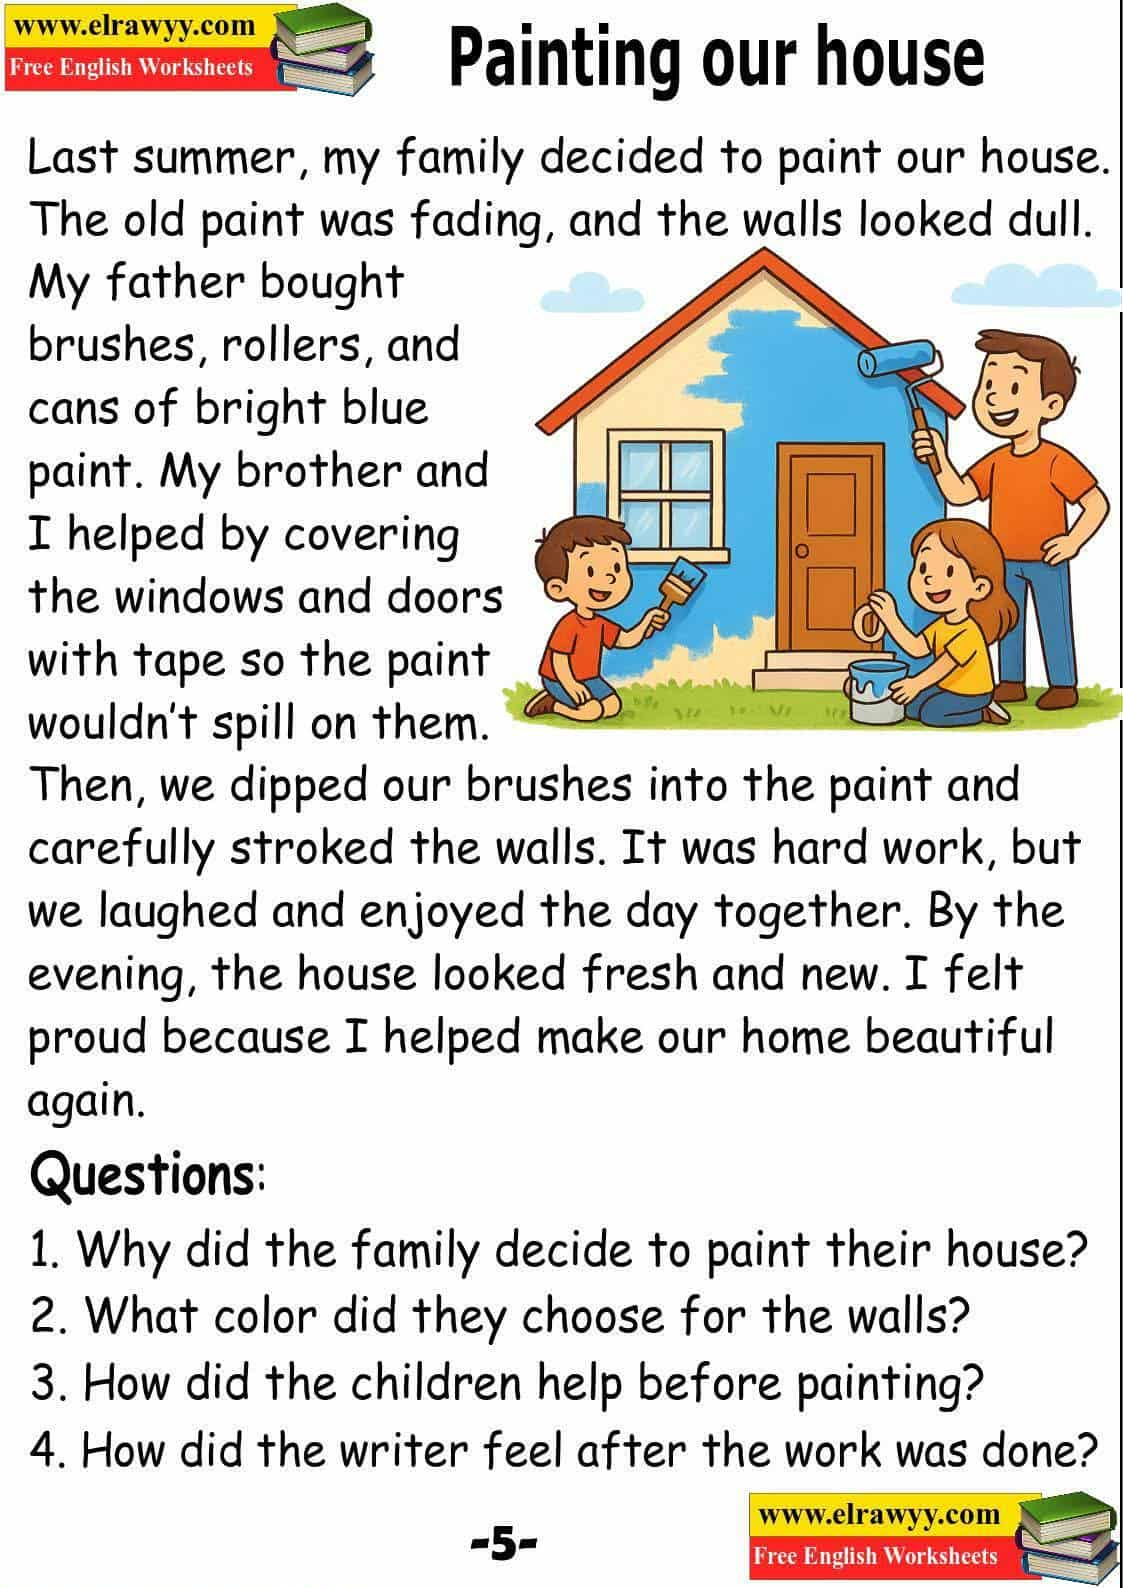 www.elrawyy.com
Free English Worksheets
Painting our house
Last summer, my family decided to paint our house.
The old paint was fading, and the walls looked dull.
My father bought
brushes, rollers, and
cans of bright blue
paint. My brother and
I helped by covering
the windows and doors
with tape so the paint
wouldn't spill on them.
Then, we dipped our brushes into the paint and
carefully stroked the walls. It was hard work, but
we laughed and enjoyed the day together. By the
evening, the house looked fresh and new. I felt
proud because I helped make our home beautiful
again.
Questions:
1. Why did the family decide to paint their house?
2. What color did they choose for the walls?
3. How did the children help before painting?
4. How did the writer feel after the work was done?
-5-
www.elrawyy.com
Free English Worksheets